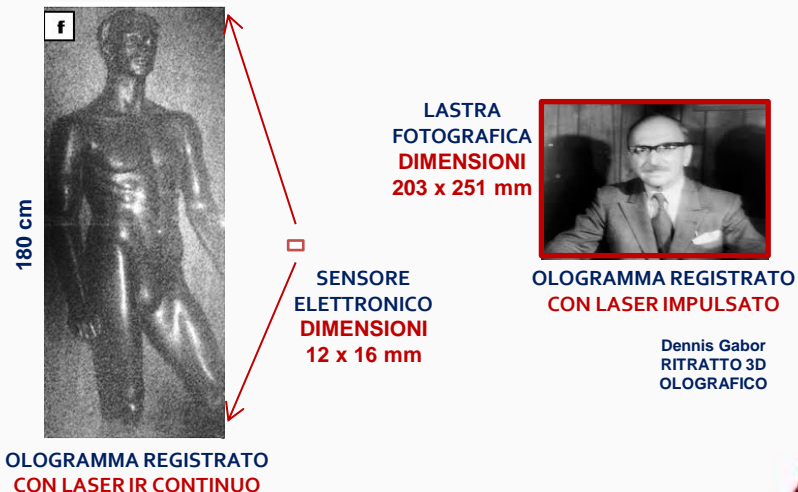 f
180 cm
OLOGRAMMA REGISTRATO
CON LASER IR CONTINUO
SENSORE
ELETTRONICO
DIMENSIONI
12 x 16 mm
LASTRA
FOTOGRAFICA
DIMENSIONI
203 x 251 mm
OLOGRAMMA REGISTRATO
CON LASER IMPULSATO
Dennis Gabor
RITRATTO 3D
OLOGRAFICO